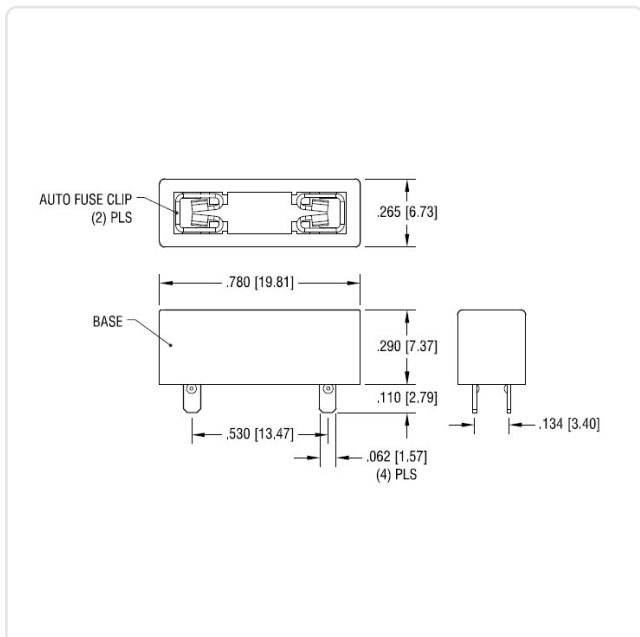 AUTO FUSE CLIP
(2) PLS
.265 [6.73]
.780 [19.81]
BASE
.290 [7.37]
.110 [2.79]
.530 [13.47]
.134 [3.40]
.062 [1.57]
(4) PLS